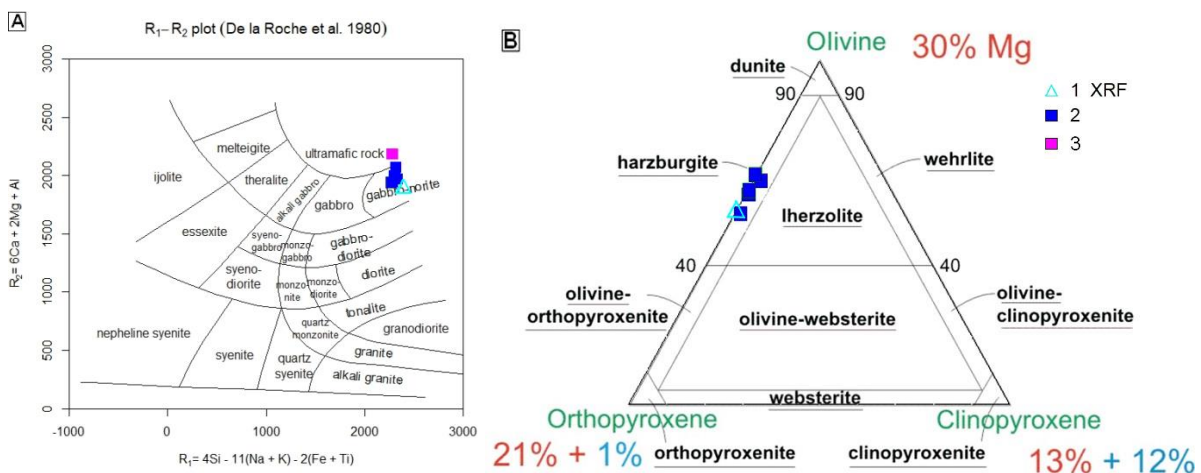 A
R₁–R₂ plot (De la Roche et al. 1980)
R₂= 6Ca + 2Mg + Al
3000
2500
2000
1500
1000
500
0
-1000
0
1000
2000
3000
R₁= 4Si - 11(Na + K) - 2(Fe + Ti)
ijolite
melteigite
theralite
alkali gabbro
ultramafic rock
gabbro
gabbro-norite
essexite
syeno-
gabbro
monzo-
gabbro
gabbro-
diorite
syeno-
diorite
monzo-
nite
monzo-
diorite
diorite
tonalite
nepheline syenite
syenite
quartz
syenite
quartz
monzonite
granodiorite
granite
alkali granite
B
Olivine
30% Mg
dunite
90
90
1 XRF
2
3
harzburgite
wehrlite
lherzolite
40
40
olivine-
orthopyroxenite
olivine-websterite
olivine-
clinopyroxenite
websterite
Orthopyroxene
Clinopyroxene
21% + 1%
orthopyroxenite
clinopyroxenite
13% + 12%